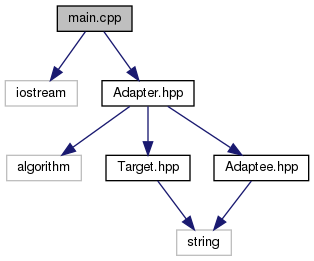 main.cpp
iostream
Adapter.hpp
algorithm
Target.hpp
Adaptee.hpp
string